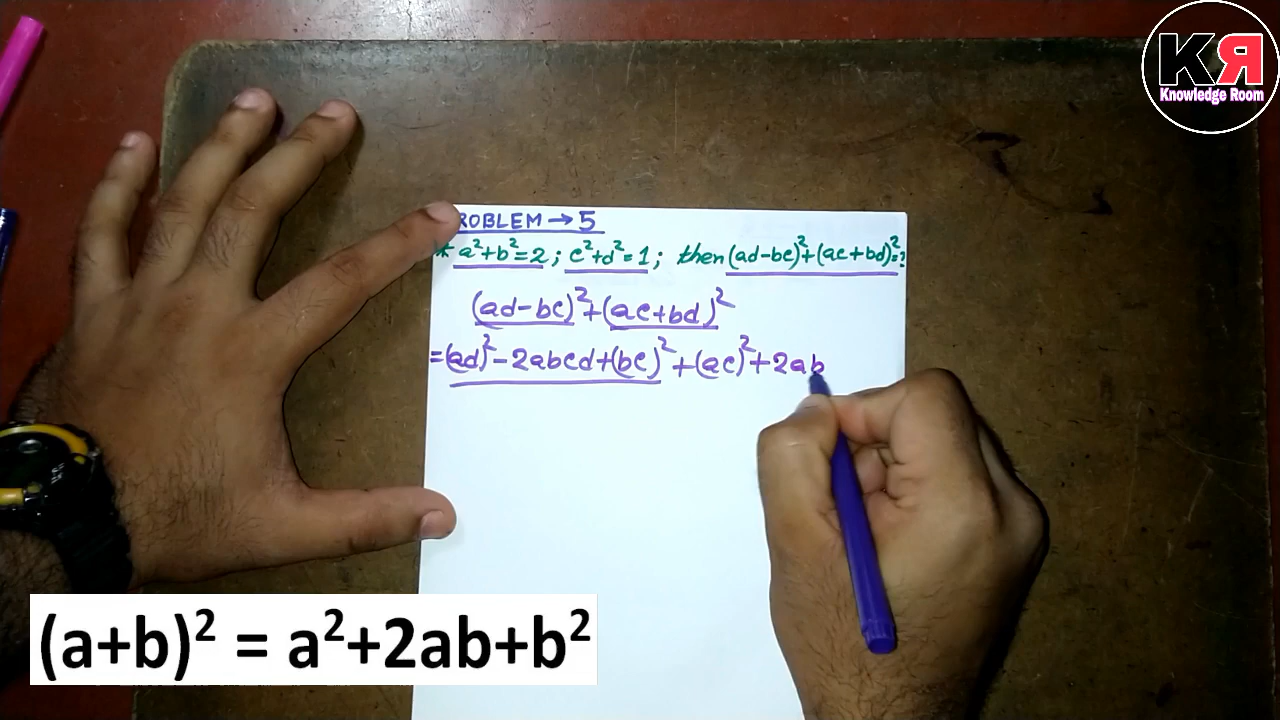 KЯ
Knowledge Room
ROBLEM → 5
* a²+b²=2; c²+d²=1; then (ad-bc)²+(ac+bd)²=?
(ad-bc)²+(ac+bd)²
=(ad)²-2abcd+(bc)²+(ac)²+2ab
(a+b)² = a²+2ab+b²